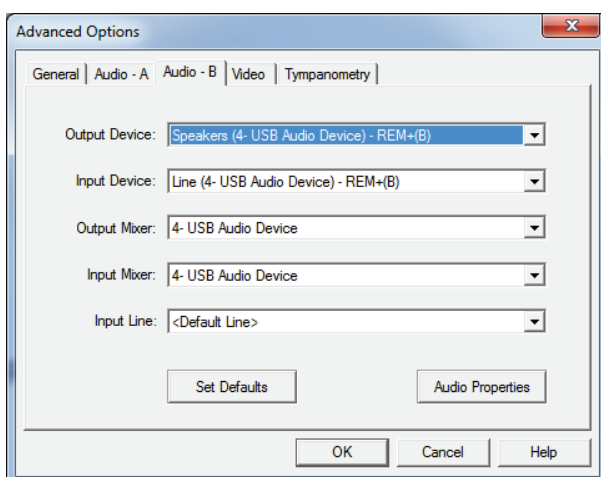 Advanced Options
General Audio - A Audio - B Video Tympanometry
Output Device: Speakers (4- USB Audio Device) - REM+(B)
Input Device: Line (4- USB Audio Device) - REM+(B)
Output Mixer: 4- USB Audio Device
Input Mixer: 4- USB Audio Device
Input Line: <Default Line>
Set Defaults Audio Properties
OK Cancel Help